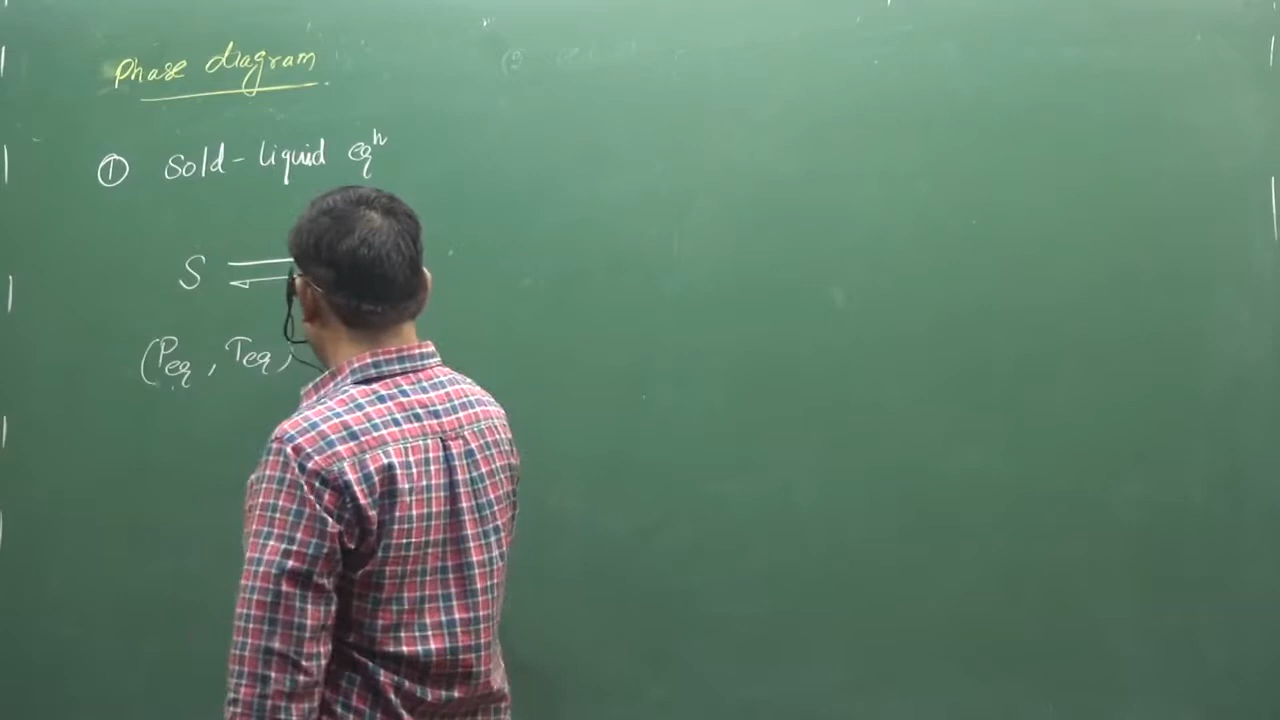 Phase diagram
① Sold-liquid eqⁿ
S ⇌
(Peq, Teq,